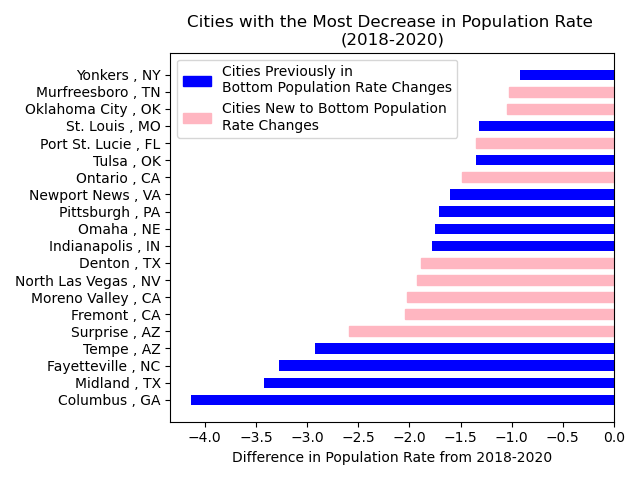 Cities with the Most Decrease in Population Rate
(2018-2020)
Cities Previously in
Bottom Population Rate Changes
Cities New to Bottom Population
Rate Changes
Yonkers , NY
Murfreesboro , TN
Oklahoma City , OK
St. Louis , MO
Port St. Lucie , FL
Tulsa , OK
Ontario , CA
Newport News , VA
Pittsburgh , PA
Omaha , NE
Indianapolis , IN
Denton , TX
North Las Vegas , NV
Moreno Valley , CA
Fremont , CA
Surprise , AZ
Tempe , AZ
Fayetteville , NC
Midland , TX
Columbus , GA
−4.0 −3.5 −3.0 −2.5 −2.0 −1.5 −1.0 −0.5 0.0
Difference in Population Rate from 2018-2020